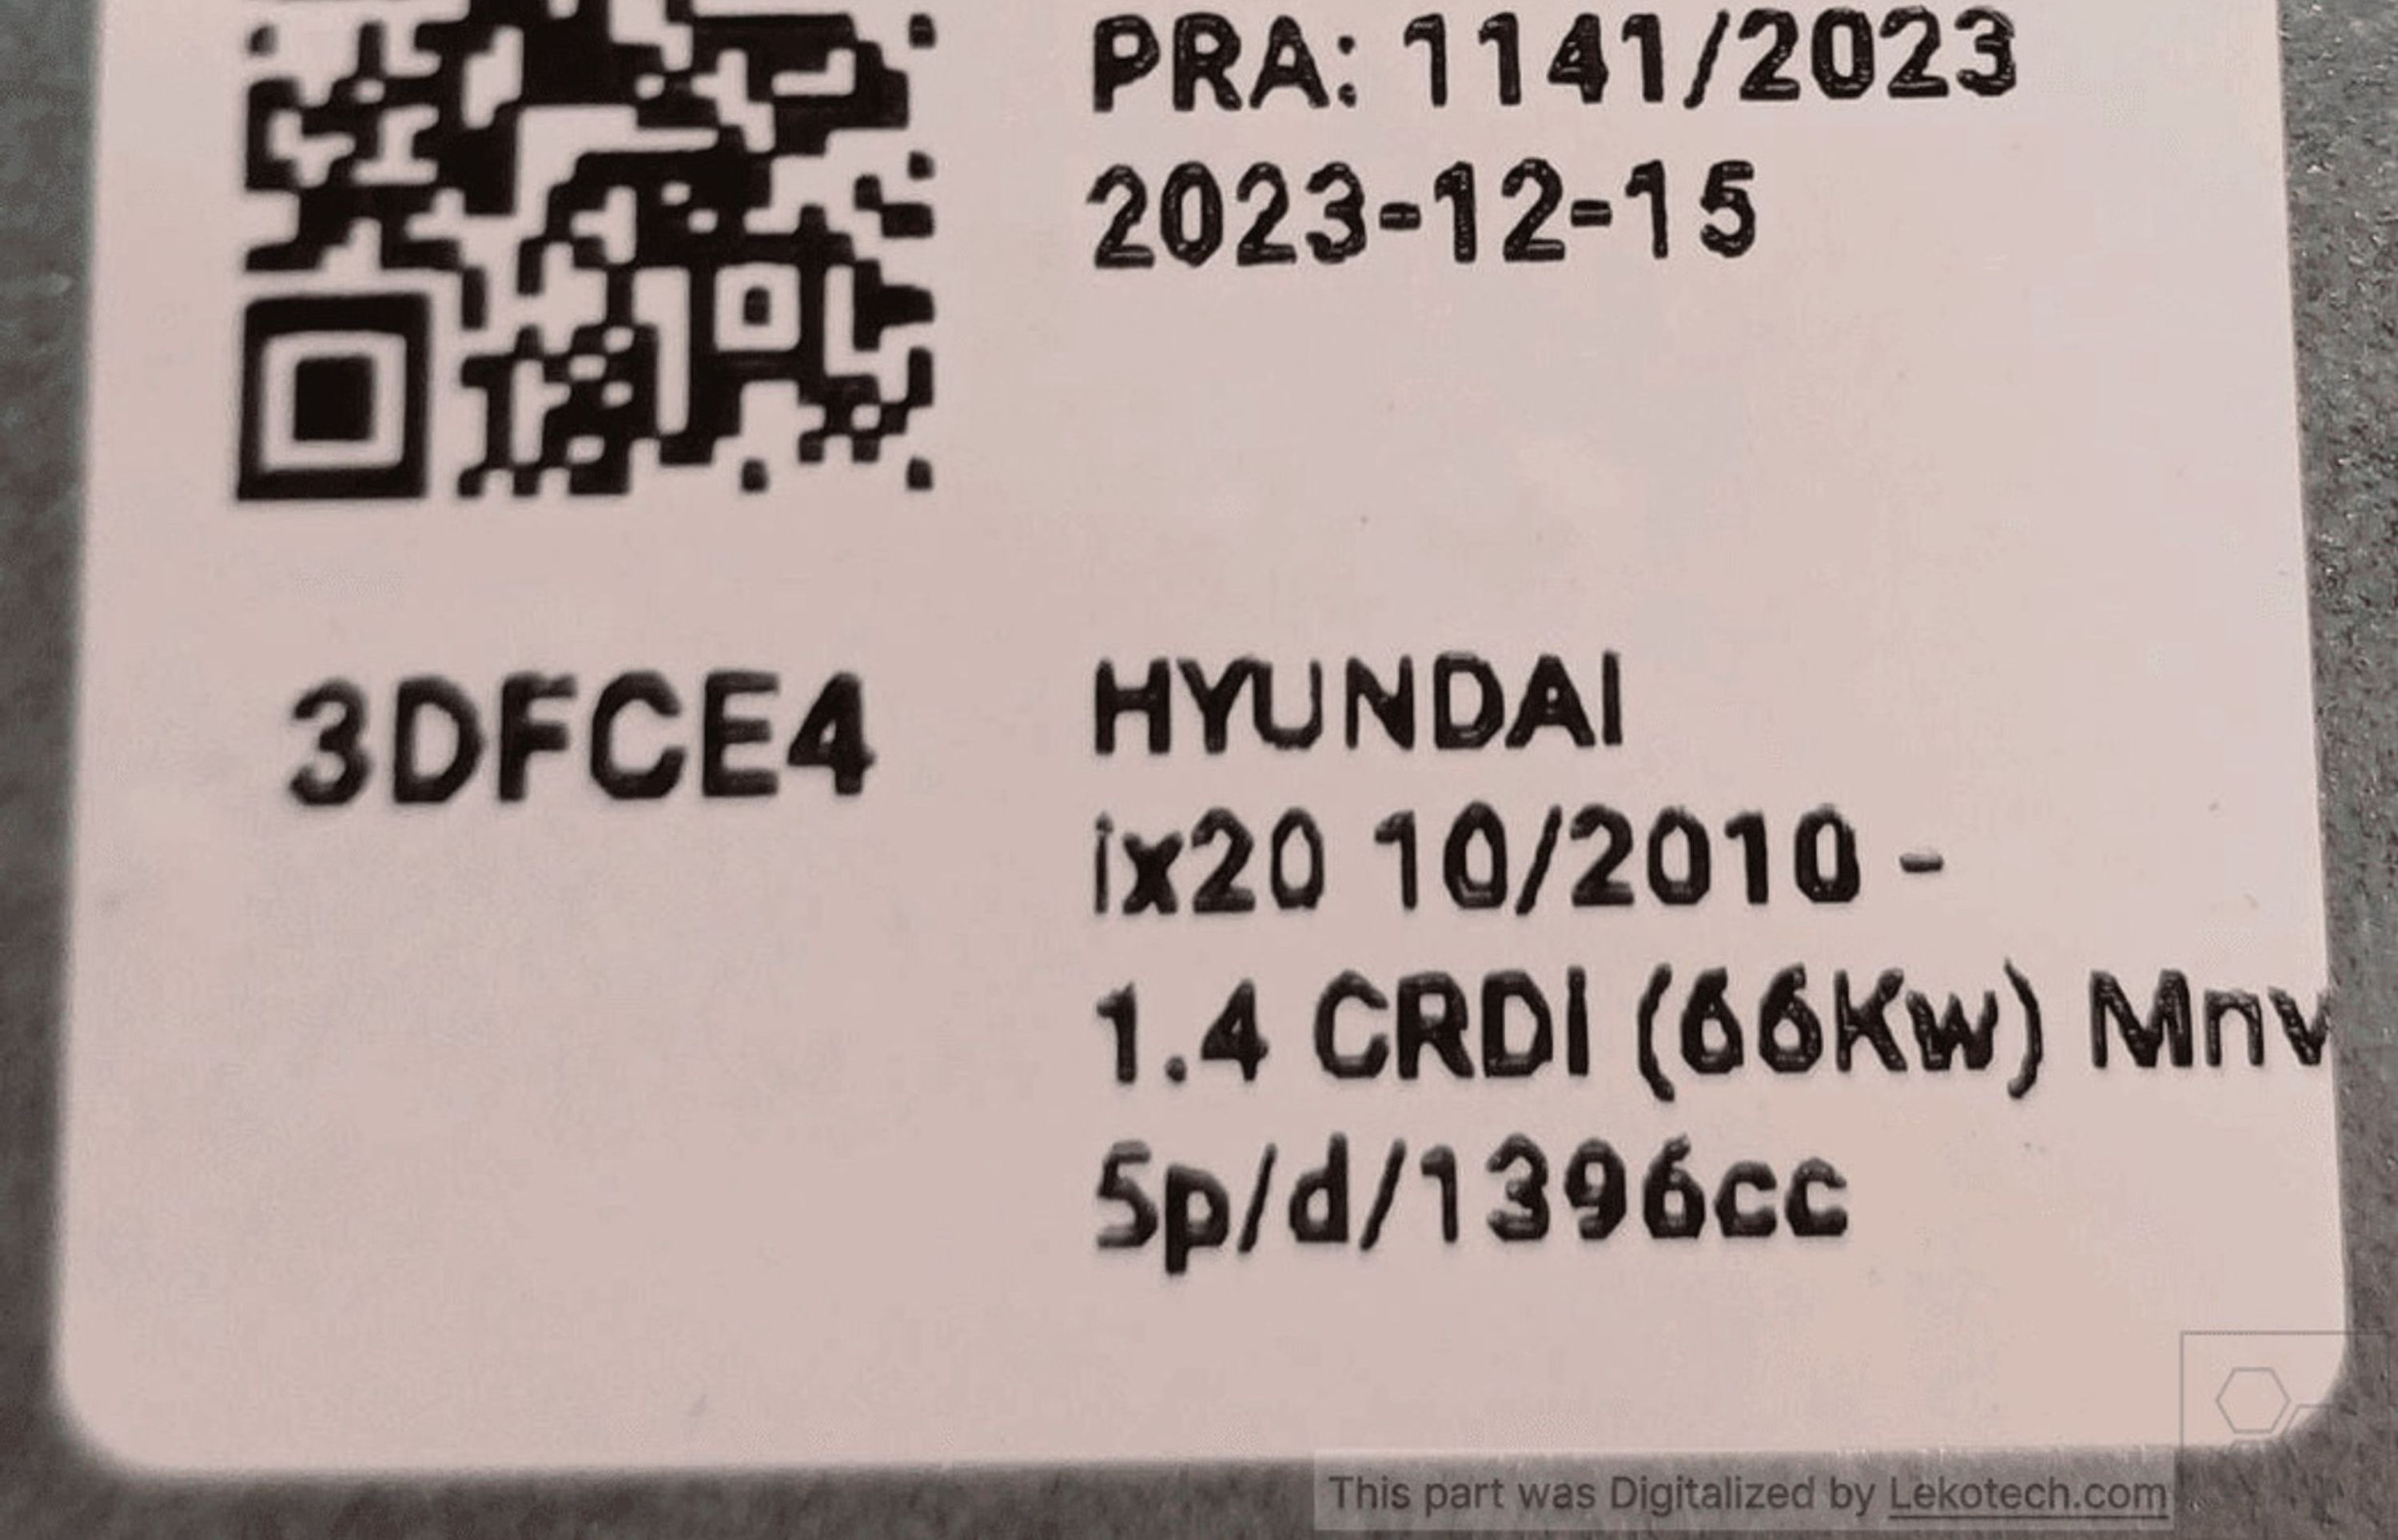 PRA: 1141/2023
2023-12-15
3DFCE4
HYUNDAI
ix20 10/2010 -
1.4 CRDI (66Kw) Mnv
5p/d/1396cc
This part was Digitalized by Lekotech.com